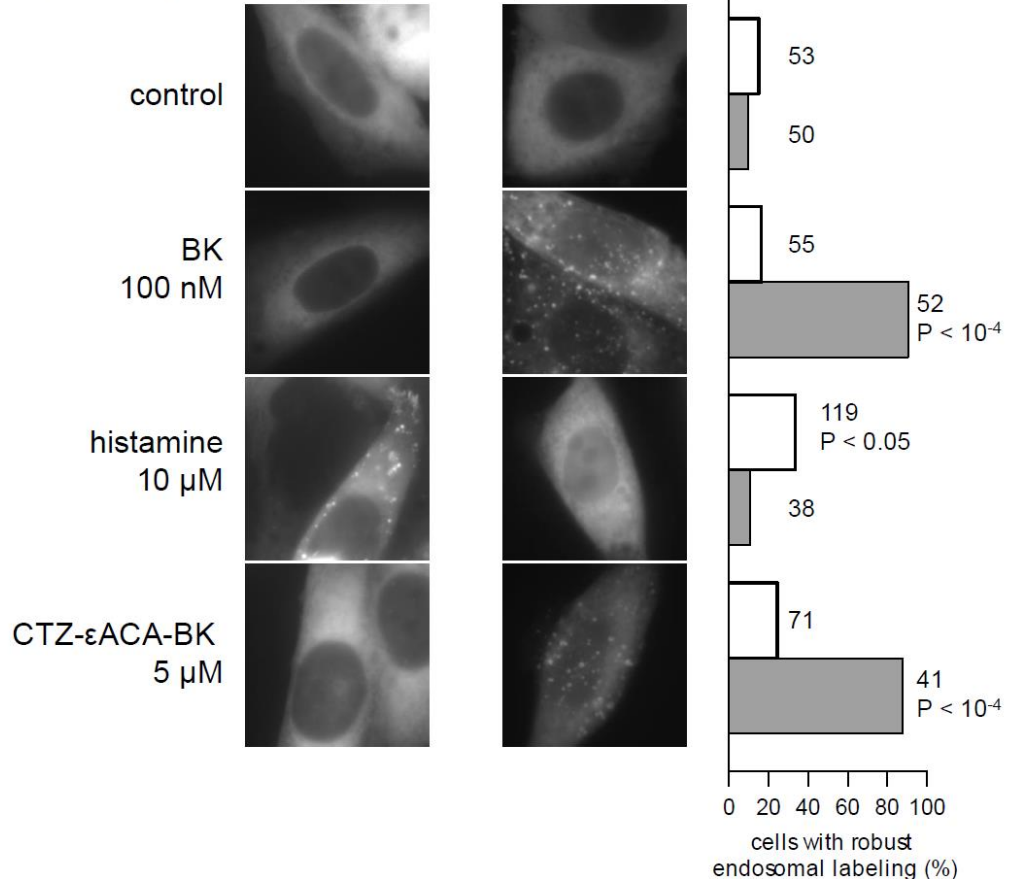 control
53
50
BK
100 nM
55
52
P < 10⁻⁴
histamine
10 µM
119
P < 0.05
38
CTZ-εACA-BK
5 µM
71
41
P < 10⁻⁴
0 20 40 60 80 100
cells with robust
endosomal labeling (%)